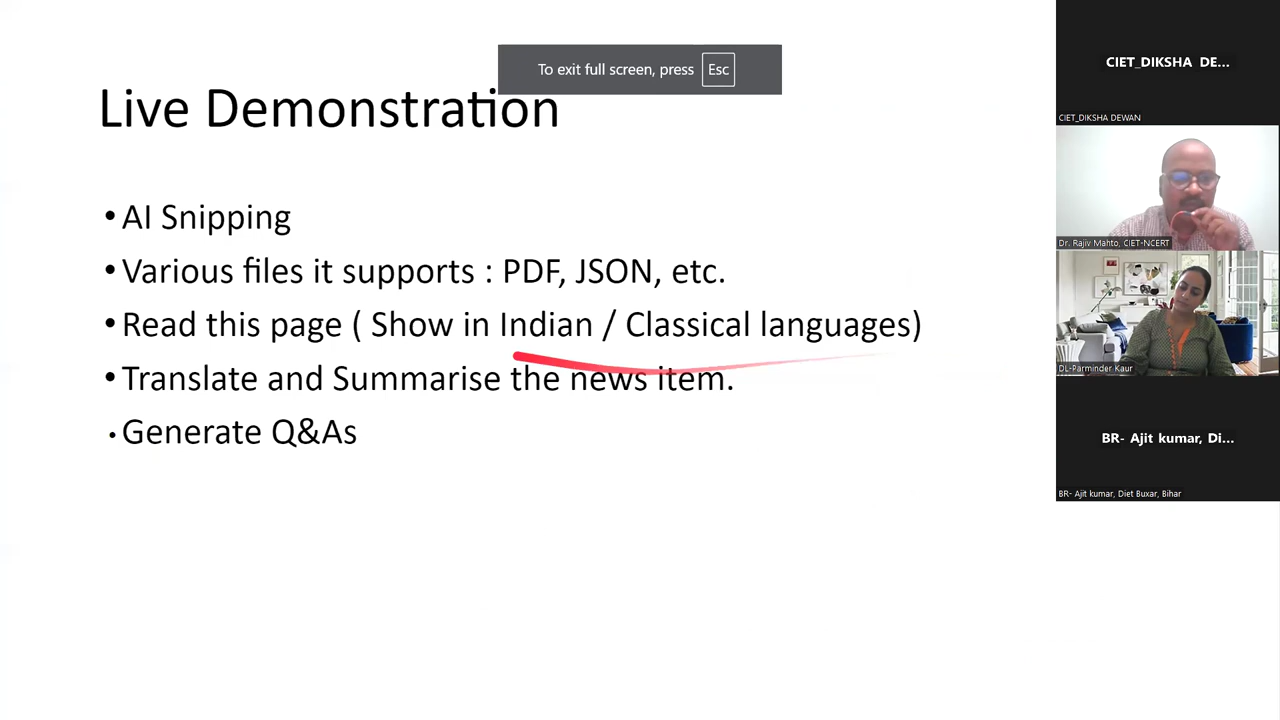 To exit full screen, press Esc
Live Demonstration
• AI Snipping
• Various files it supports : PDF, JSON, etc.
• Read this page ( Show in Indian / Classical languages)
• Translate and Summarise the news item.
• Generate Q&As
CIET_DIKSHA DE...
CIET_DIKSHA DEWAN
Dr. Rajiv Mahto, CIET-NCERT
DL-Parminder Kaur
BR- Ajit kumar, Di...
BR- Ajit kumar, Diet Buxar, Bihar